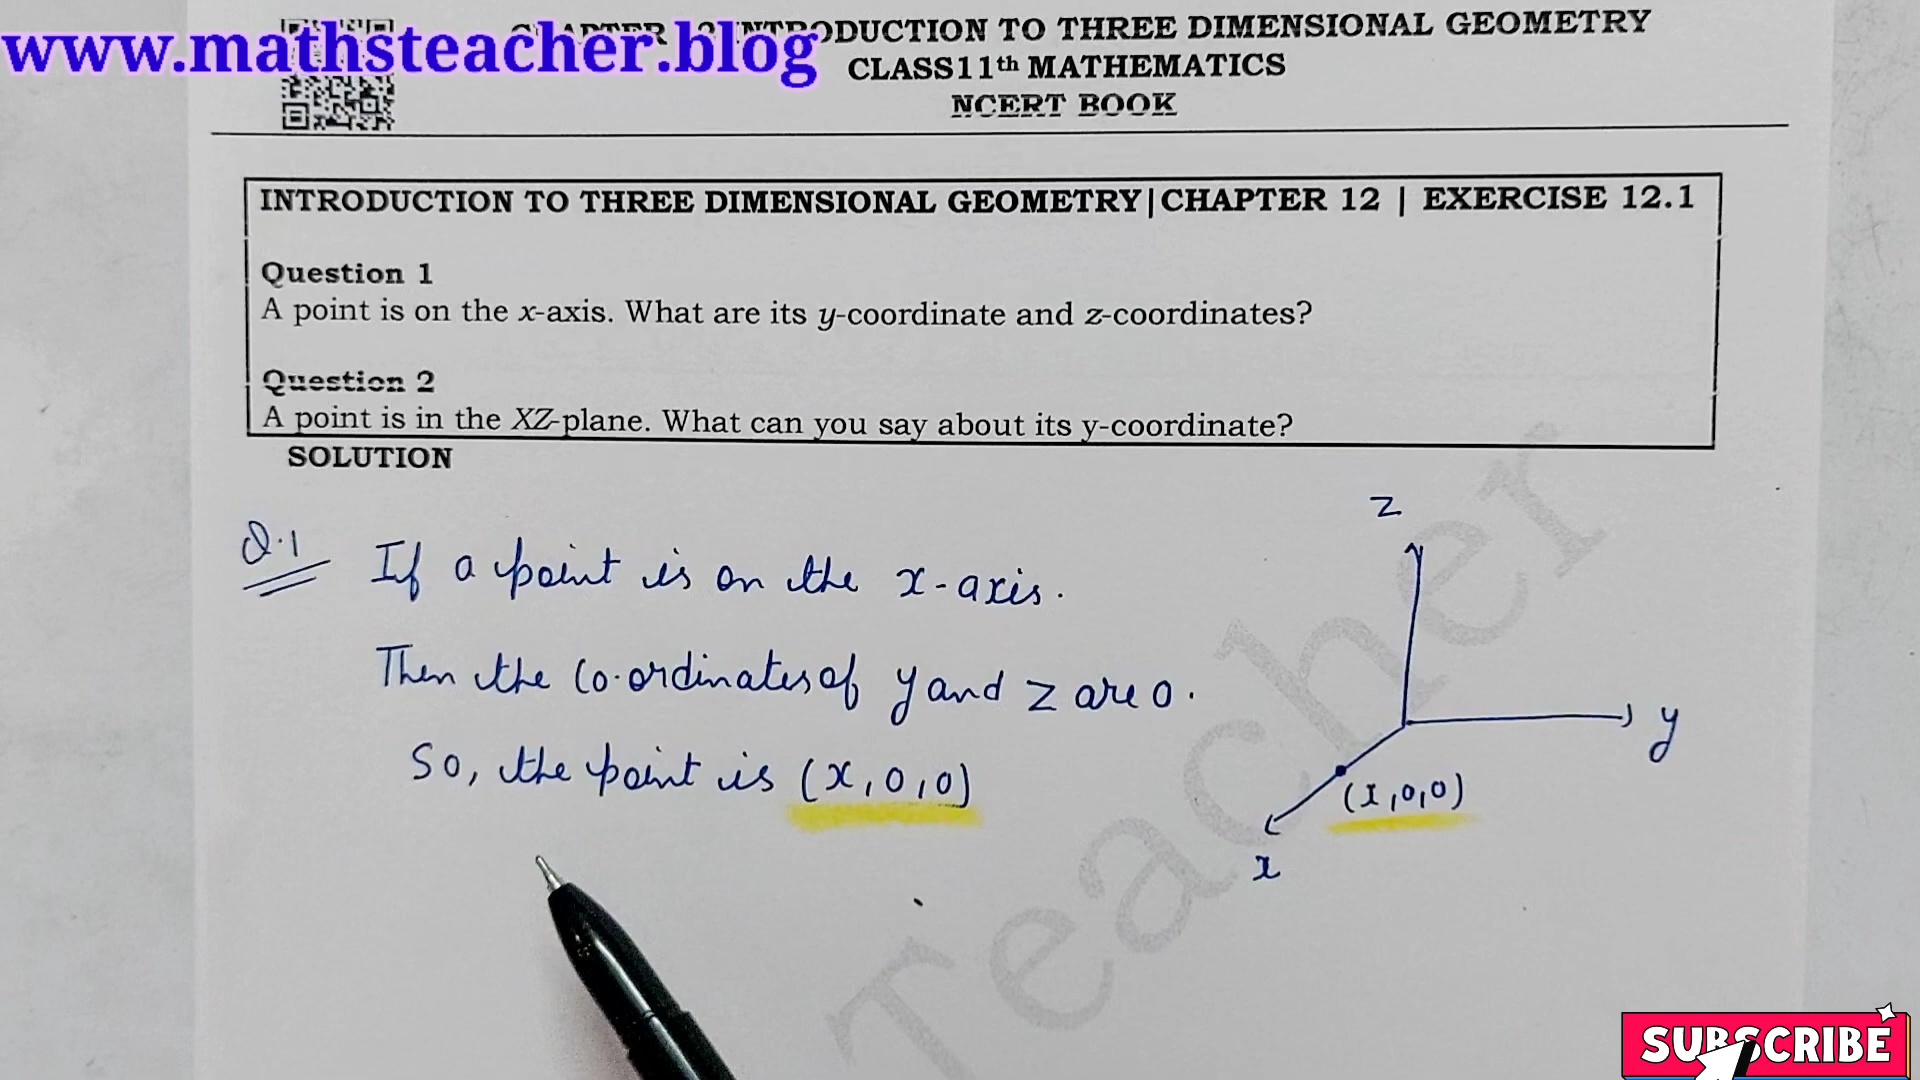 www.mathsteacher.blog
INTRODUCTION TO THREE DIMENSIONAL GEOMETRY
CLASS11th MATHEMATICS
NCERT BOOK
INTRODUCTION TO THREE DIMENSIONAL GEOMETRY|CHAPTER 12 | EXERCISE 12.1
Question 1
A point is on the x-axis. What are its y-coordinate and z-coordinates?
Question 2
A point is in the XZ-plane. What can you say about its y-coordinate?
SOLUTION
Q.1 If a point is on the x-axis.
Then the Co.ordinates of y and z are 0.
So, the point is (x,0,0)
z
y
(x,0,0)
x
Teacher
SUBSCRIBE